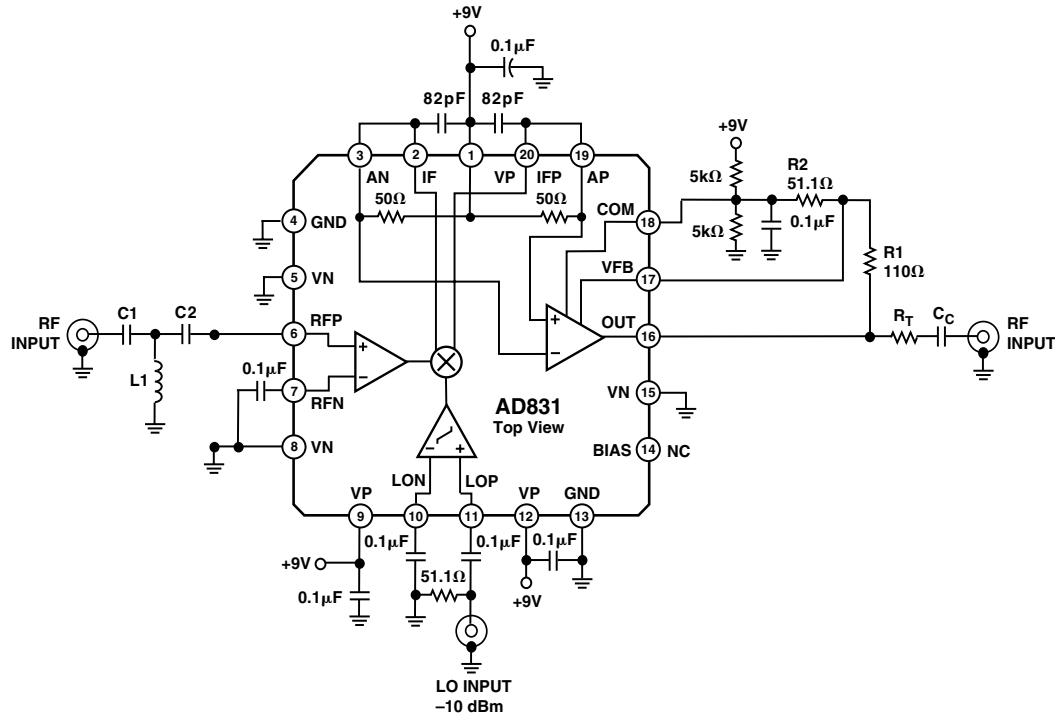 +9V
0.1µF
82pF 82pF
3 2 1 20 19
AN IF VP IFP AP
50Ω 50Ω
+9V
5kΩ
R2
51.1Ω
5kΩ
0.1µF
R1
110Ω
COM 18
4 GND
5 VN
VFB 17
C1 C2
RF
INPUT
L1
6 RFP
+
−
0.1µF
7 RFN
8 VN
+
−
OUT 16
RT CC
RF
INPUT
AD831
Top View
VN 15
BIAS 14 NC
− +
LON LOP
VP GND
VP
9 10 11 12 13
0.1µF 0.1µF 0.1µF
+9V
51.1Ω
0.1µF
+9V
LO INPUT
–10 dBm